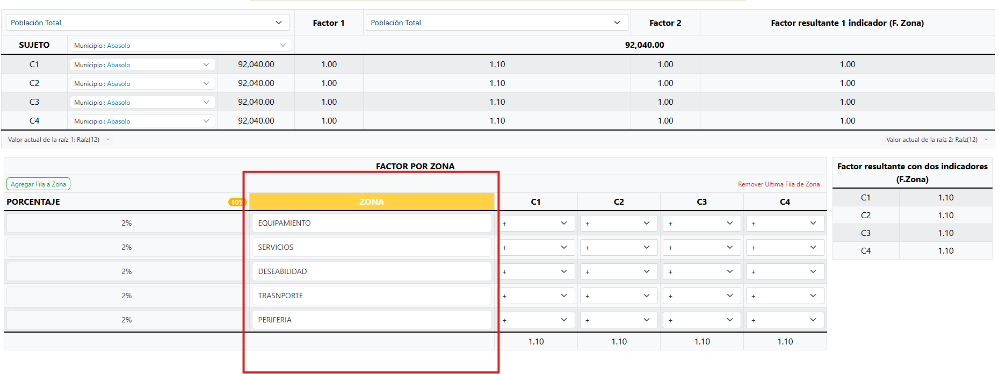 Población Total Factor 1 Población Total Factor 2 Factor resultante 1 indicador (F. Zona)
SUJETO Municipio: Abasolo 92,040.00
C1 Municipio: Abasolo 92,040.00 1.00 1.10 1.00 1.00
C2 Municipio: Abasolo 92,040.00 1.00 1.10 1.00 1.00
C3 Municipio: Abasolo 92,040.00 1.00 1.10 1.00 1.00
C4 Municipio: Abasolo 92,040.00 1.00 1.10 1.00 1.00
Valor actual de la raíz 1: Raíz(12) Valor actual de la raíz 2: Raíz(12)
FACTOR POR ZONA
Agregar Fila a Zona Remover Ultima Fila de Zona
PORCENTAJE 10% ZONA C1 C2 C3 C4
2% EQUIPAMIENTO + + + +
2% SERVICIOS + + + +
2% DESEABILIDAD + + + +
2% TRASNPORTE + + + +
2% PERIFERIA + + + +
1.10 1.10 1.10 1.10
Factor resultante con dos indicadores
(F.Zona)
C1 1.10
C2 1.10
C3 1.10
C4 1.10